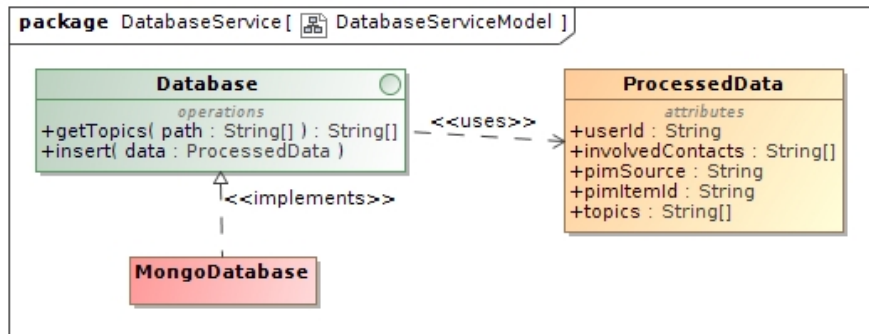 package DatabaseService[ DatabaseServiceModel ]
Database
operations
+getTopics( path : String[] ) : String[]
+insert( data : ProcessedData )
<<uses>>
ProcessedData
attributes
+userId : String
+involvedContacts : String[]
+pimSource : String
+pimItemId : String
+topics : String[]
<<implements>>
MongoDatabase